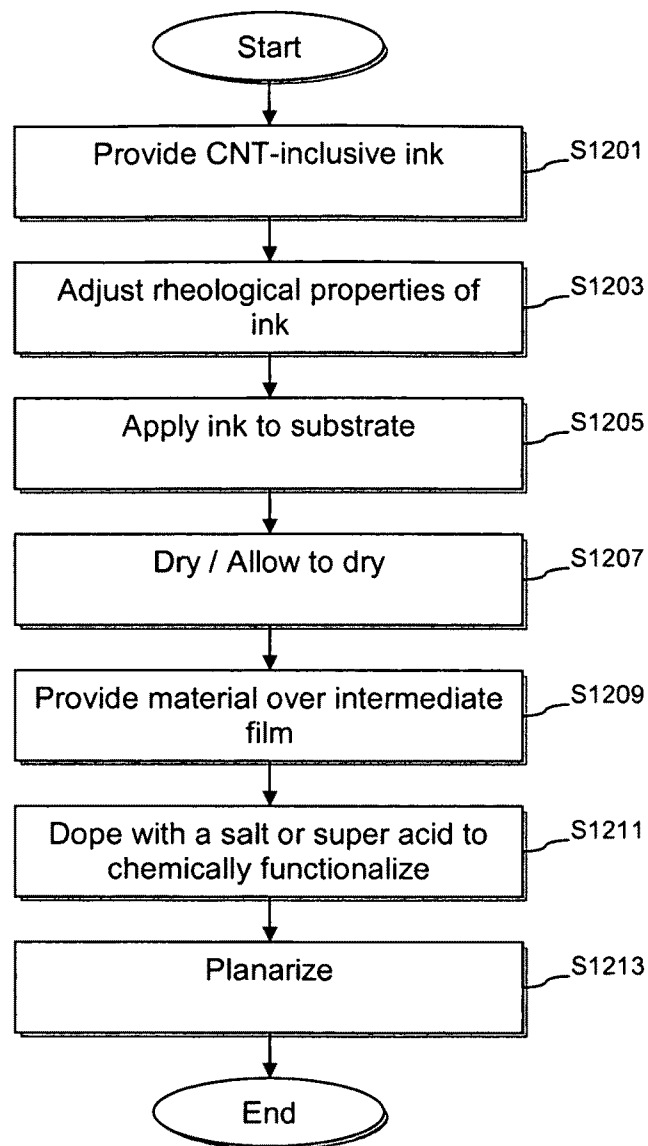 Start
Provide CNT-inclusive ink
S1201
Adjust rheological properties of
ink
S1203
Apply ink to substrate
S1205
Dry / Allow to dry
S1207
Provide material over intermediate
film
S1209
Dope with a salt or super acid to
chemically functionalize
S1211
Planarize
S1213
End